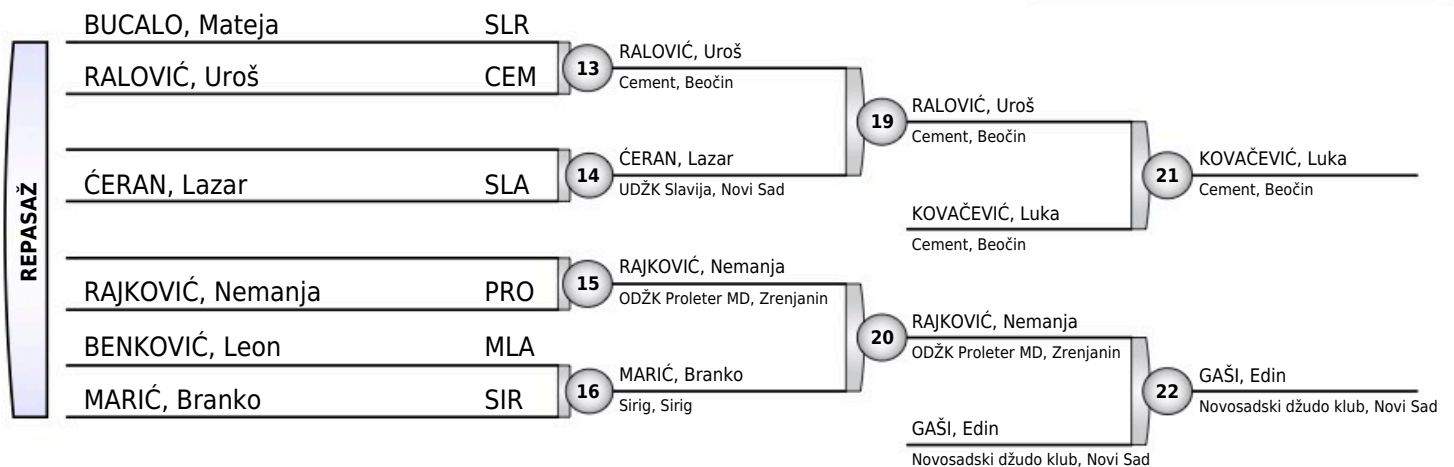 REPASAŽ
BUCALO, Mateja SLR
RALOVIĆ, Uroš CEM
ĆERAN, Lazar SLA
RAJKOVIĆ, Nemanja PRO
BENKOVIĆ, Leon MLA
MARIĆ, Branko SIR
13
RALOVIĆ, Uroš
Cement, Beočin
14
ĆERAN, Lazar
UDŽK Slavija, Novi Sad
15
RAJKOVIĆ, Nemanja
ODŽK Proleter MD, Zrenjanin
16
MARIĆ, Branko
Sirig, Sirig
19
RALOVIĆ, Uroš
Cement, Beočin
KOVAČEVIĆ, Luka
Cement, Beočin
20
RAJKOVIĆ, Nemanja
ODŽK Proleter MD, Zrenjanin
GAŠI, Edin
Novosadski džudo klub, Novi Sad
21
KOVAČEVIĆ, Luka
Cement, Beočin
22
GAŠI, Edin
Novosadski džudo klub, Novi Sad